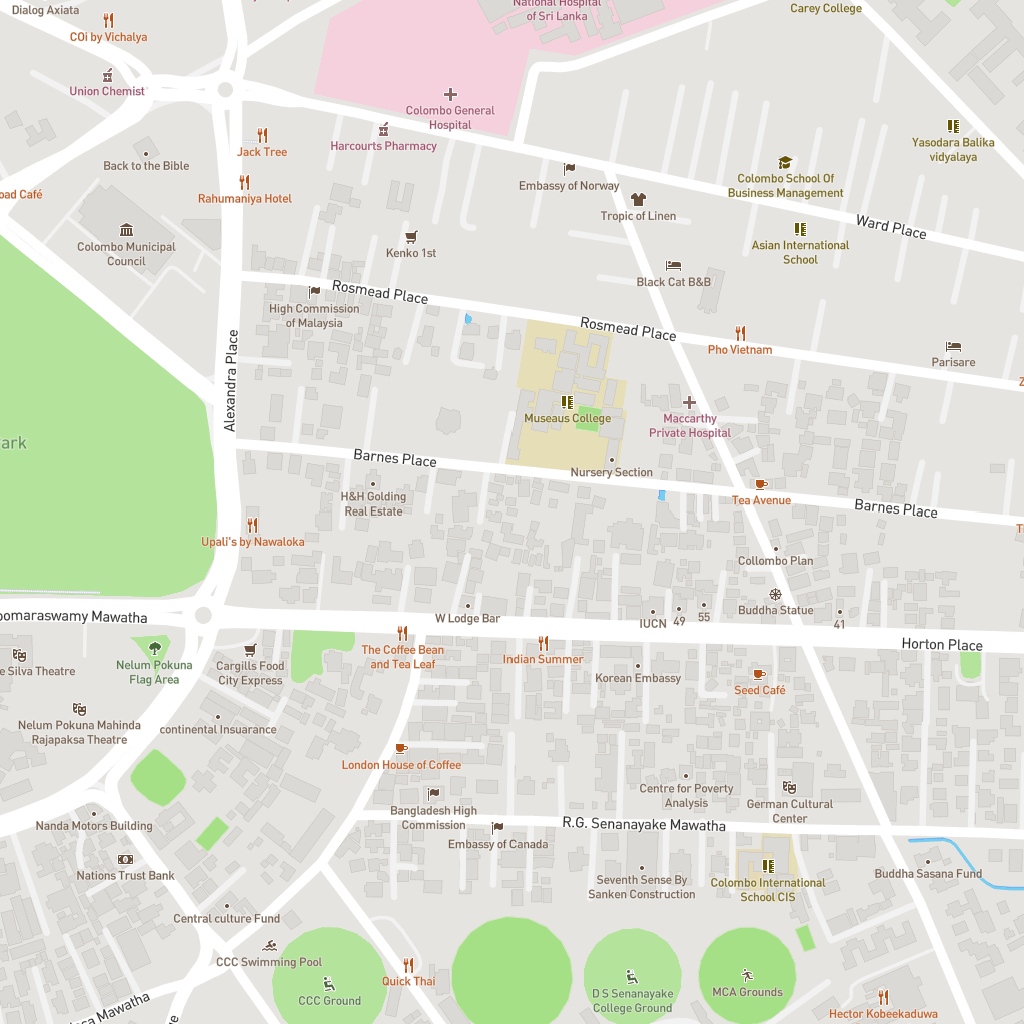 Dialog Axiata
COi by Vichalya
National Hospital
of Sri Lanka
Carey College
Union Chemist
Colombo General
Hospital
Jack Tree
Harcourts Pharmacy
Back to the Bible
Yasodara Balika
vidyalaya
Colombo School Of
Business Management
Embassy of Norway
oad Café
Rahumaniya Hotel
Tropic of Linen
Ward Place
Colombo Municipal
Council
Kenko 1st
Asian International
School
Black Cat B&B
Rosmead Place
High Commission
of Malaysia
Rosmead Place
Pho Vietnam
Parisare
Z
Alexandra Place
Museaus College
Maccarthy
Private Hospital
ark
Barnes Place
Nursery Section
H&H Golding
Real Estate
Tea Avenue
Barnes Place
T
Upali's by Nawaloka
Collombo Plan
oomaraswamy Mawatha
W Lodge Bar
IUCN
49
55
Buddha Statue
41
Horton Place
The Coffee Bean
and Tea Leaf
Indian Summer
e Silva Theatre
Nelum Pokuna
Flag Area
Cargills Food
City Express
Korean Embassy
Seed Café
Nelum Pokuna Mahinda
Rajapaksa Theatre
continental Insuarance
London House of Coffee
Centre for Poverty
Analysis
German Cultural
Center
Nanda Motors Building
Bangladesh High
Commission
R.G. Senanayake Mawatha
Embassy of Canada
Nations Trust Bank
Seventh Sense By
Sanken Construction
Colombo International
School CIS
Buddha Sasana Fund
Central culture Fund
CCC Swimming Pool
Quick Thai
CCC Ground
D S Senanayake
College Ground
MCA Grounds
Hector Kobeekaduwa
sa Mawatha